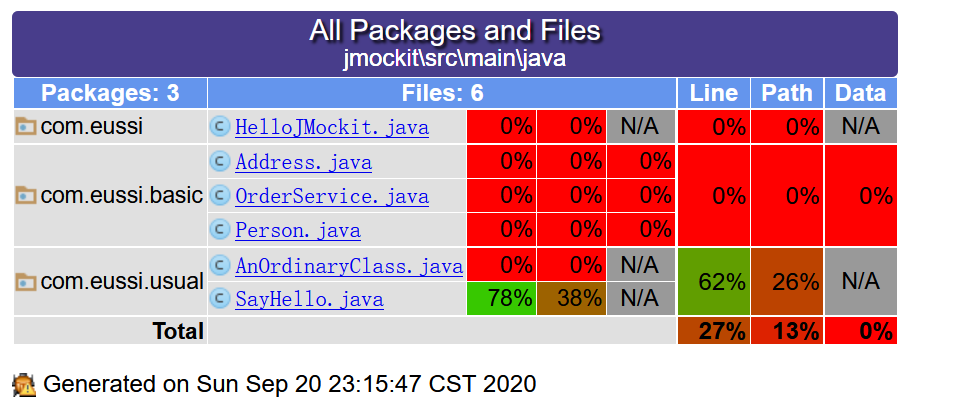 All Packages and Files
jmockit\src\main\java
Packages: 3 Files: 6 Line Path Data
com.eussi HelloJMockit.java 0% 0% N/A 0% 0% N/A
Address.java 0% 0% 0%
com.eussi.basic OrderService.java 0% 0% 0% 0% 0% 0%
Person.java 0% 0% 0%
AnOrdinaryClass.java 0% 0% N/A
com.eussi.usual 62% 26% N/A
SayHello.java 78% 38% N/A
Total 27% 13% 0%
Generated on Sun Sep 20 23:15:47 CST 2020